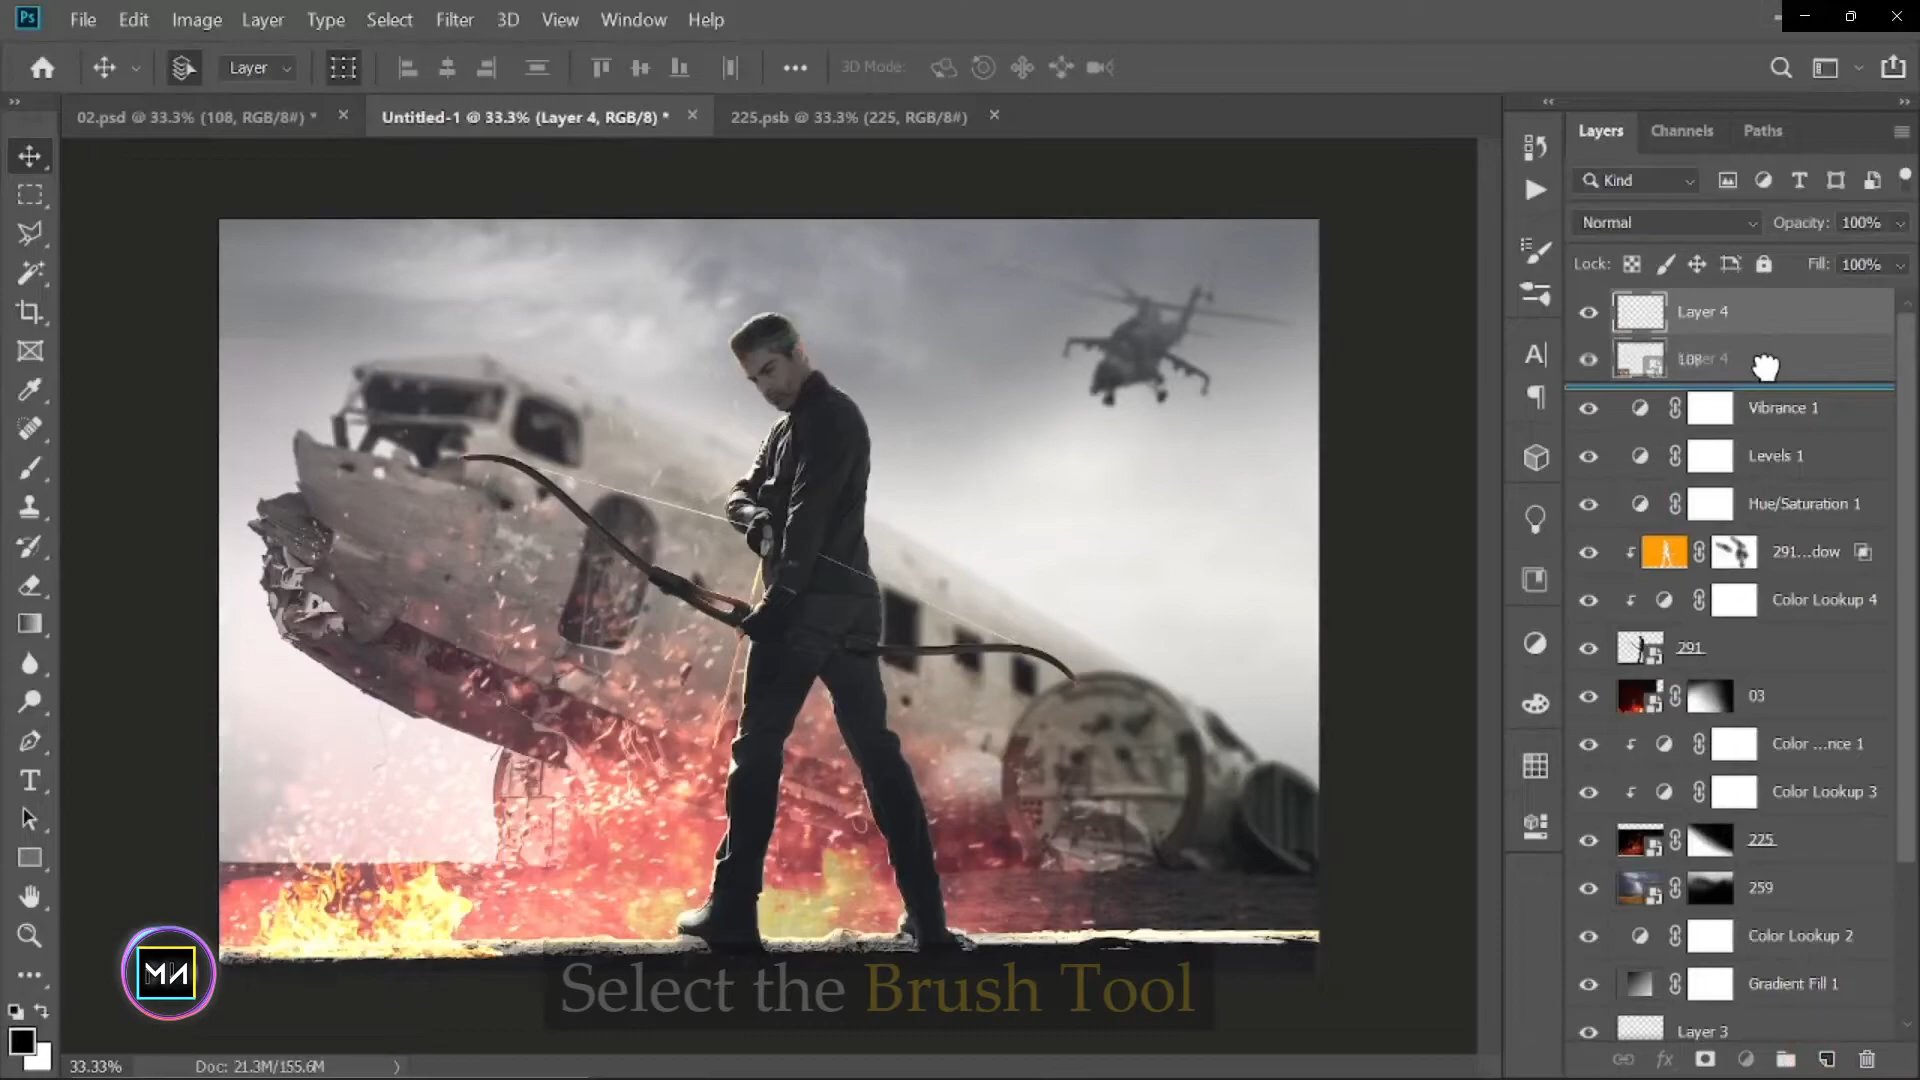 Ps File Edit Image Layer Type Select Filter 3D View Window Help
Layer 3D Mode:
02.psd @ 33.3% (108, RGB/8#) * Untitled-1 @ 33.3% (Layer 4, RGB/8) * 225.psb @ 33.3% (225, RGB/8#)
Layers Channels Paths
Kind
Normal Opacity: 100%
Lock: Fill: 100%
Layer 4
108 Layer 4
Vibrance 1
Levels 1
Hue/Saturation 1
291...dow
Color Lookup 4
291
03
Color ...nce 1
Color Lookup 3
225
259
Color Lookup 2
Gradient Fill 1
Layer 3
Select the Brush Tool
33.33% Doc: 21.3M/155.6M